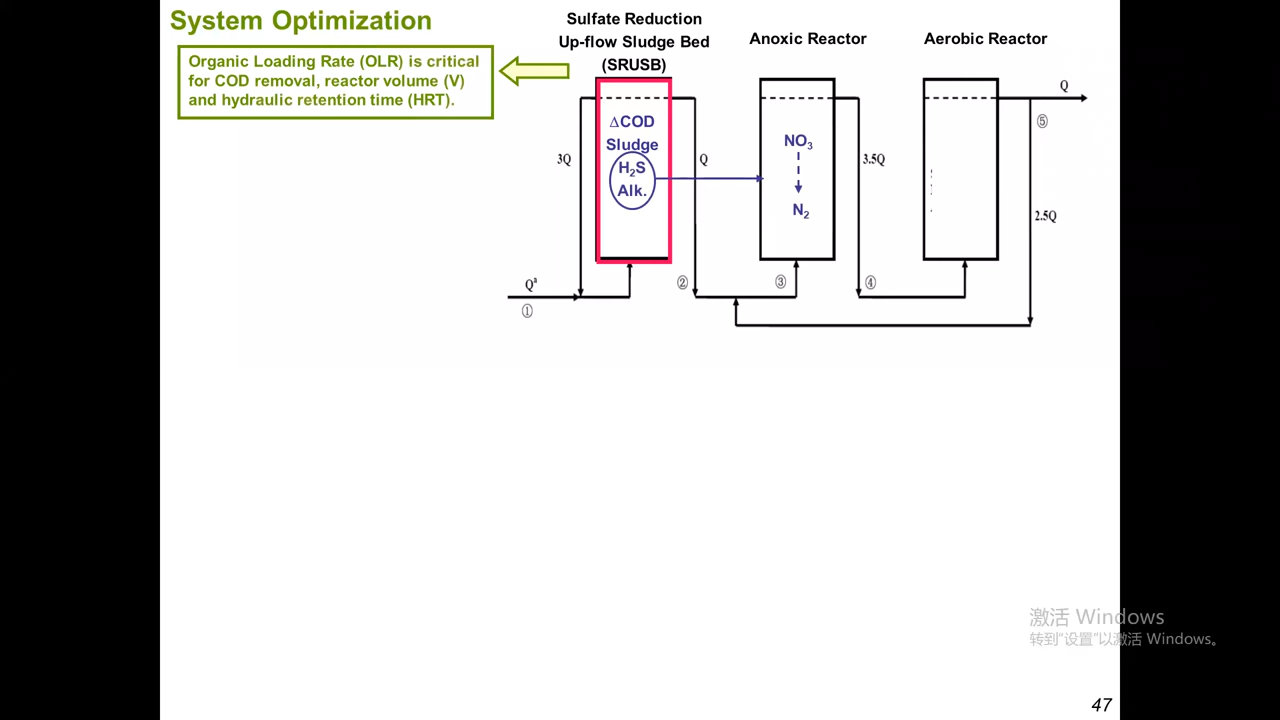 System Optimization
Organic Loading Rate (OLR) is critical
for COD removal, reactor volume (V)
and hydraulic retention time (HRT).
Sulfate Reduction
Up-flow Sludge Bed
(SRUSB)
Anoxic Reactor
Aerobic Reactor
ΔCOD
Sludge
H₂S
Alk.
3Q
Q
NO₃
N₂
3.5Q
Q
⑤
2.5Q
Qª
①
②
③
④
激活 Windows
转到"设置"以激活 Windows。
47